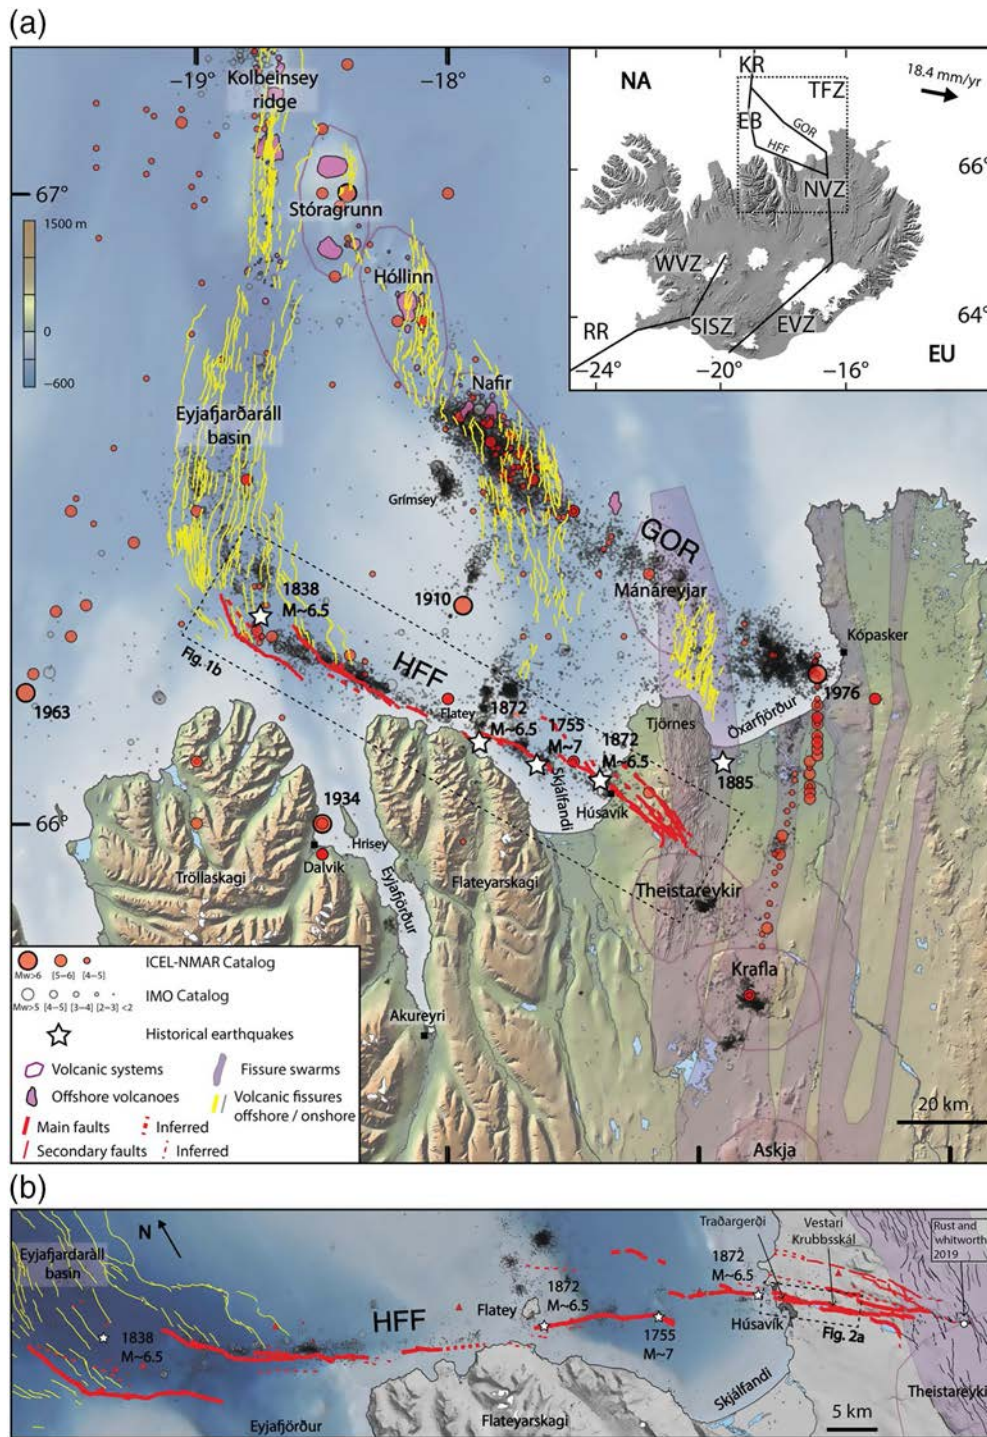 (a)
−19°
−18°
Kolbeinsey
ridge
67°
1500 m
0
−600
Stóragrunn
Hóllinn
Nafir
Eyjafjarðaráll
basin
Grímsey
NA
KR
TFZ
18.4 mm/yr
EB
GOR
HFF
66°
NVZ
WVZ
SISZ
EVZ
64°
RR
EU
−24°
−20°
−16°
GOR
Mánáreyjar
1838
M~6.5
1910
HFF
Fig. 1b
Kópasker
1963
1976
Flatey
1872
M~6.5
1755
M~7
1872
M~6.5
Tjörnes
Öxarfjörður
Skjálfandi
1885
Húsavík
66°
1934
Hrisey
Dalvik
Tröllaskagi
Eyjafjörður
Flateyarskagi
Theistareykir
Krafla
Akureyri
Askja
20 km
Mw>6 [5−6] [4−5]
ICEL-NMAR Catalog
Mw>5 [4−5] [3−4] [2−3] <2
IMO Catalog
Historical earthquakes
Volcanic systems
Fissure swarms
Offshore volcanoes
Volcanic fissures
offshore / onshore
Main faults
Inferred
Secondary faults
Inferred
(b)
N
Eyjafjardaráll
basin
Traðargerði
Vestari
Krubbsskál
Rust and
whitworth
2019
1872
M~6.5
1872
M~6.5
Flatey
HFF
1838
M~6.5
1755
M~7
Húsavík
Fig. 2a
Skjálfandi
Theistareykir
Eyjafjörður
Flateyarskagi
5 km